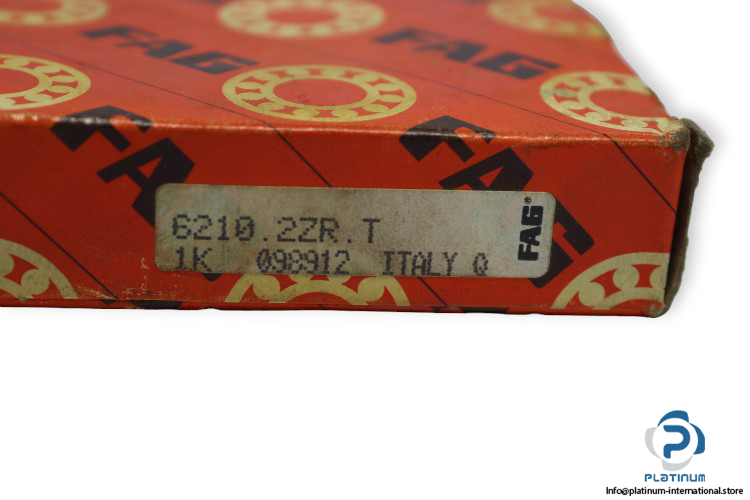 FAG
FAG
FAG
FAG
6210.2ZR.T
1K 098912 ITALY Q
FAG®
PLATINUM
Info@platinum-international.store